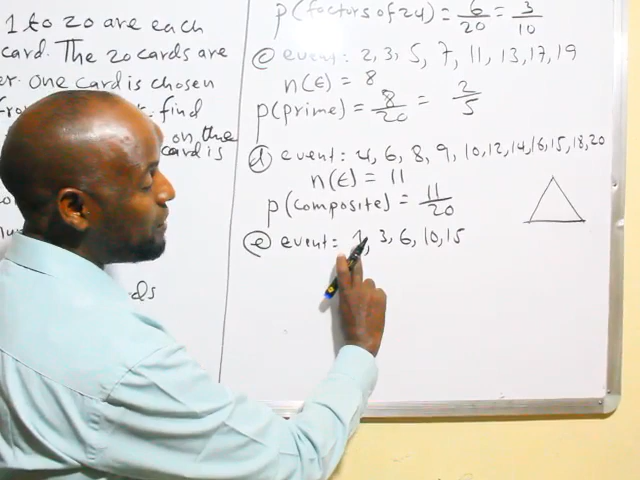 1 to 20 are each
card. The 20 cards are
er. One card is chosen
from find
on the
card is
ds
P(factors of 24) = 6/20 = 3/10
(c) event: 2, 3, 5, 7, 11, 13, 17, 19
n(E) = 8
P(prime) = 8/20 = 2/5
(d) event: 4, 6, 8, 9, 10, 12, 14, 16, 15, 18, 20
n(E) = 11
P(composite) = 11/20
(e) event: 1, 3, 6, 10, 15